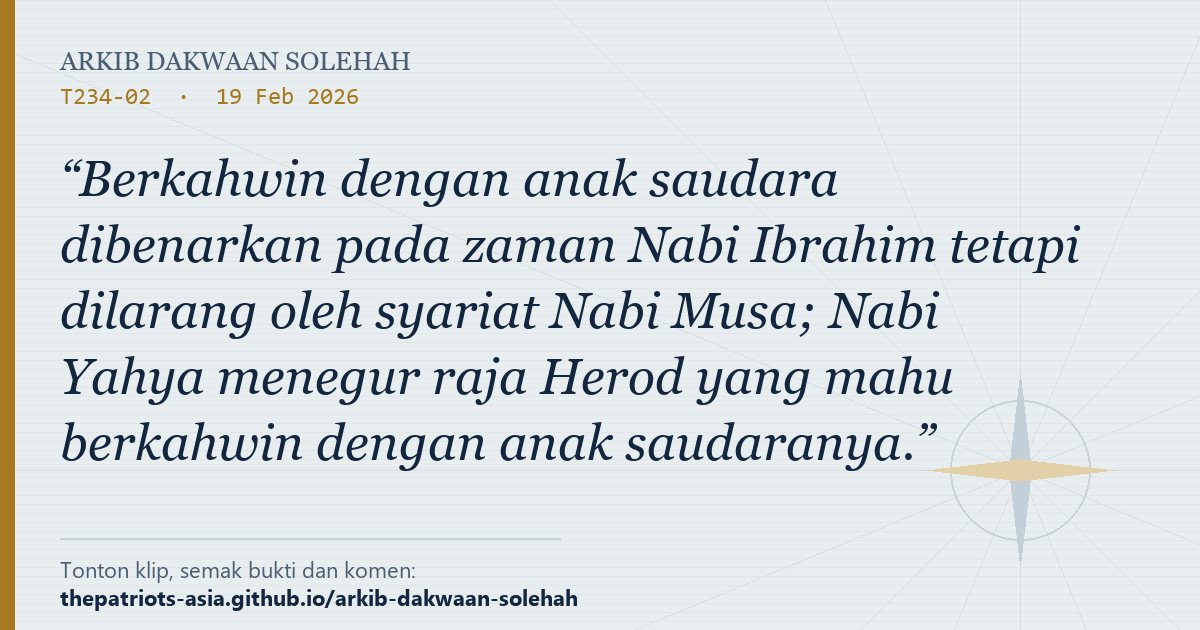 ARKIB DAKWAAN SOLEHAH
T234-02 · 19 Feb 2026
“Berkahwin dengan anak saudara
dibenarkan pada zaman Nabi Ibrahim tetapi
dilarang oleh syariat Nabi Musa; Nabi
Yahya menegur raja Herod yang mahu
berkahwin dengan anak saudaranya.”
Tonton klip, semak bukti dan komen:
thepatriots-asia.github.io/arkib-dakwaan-solehah